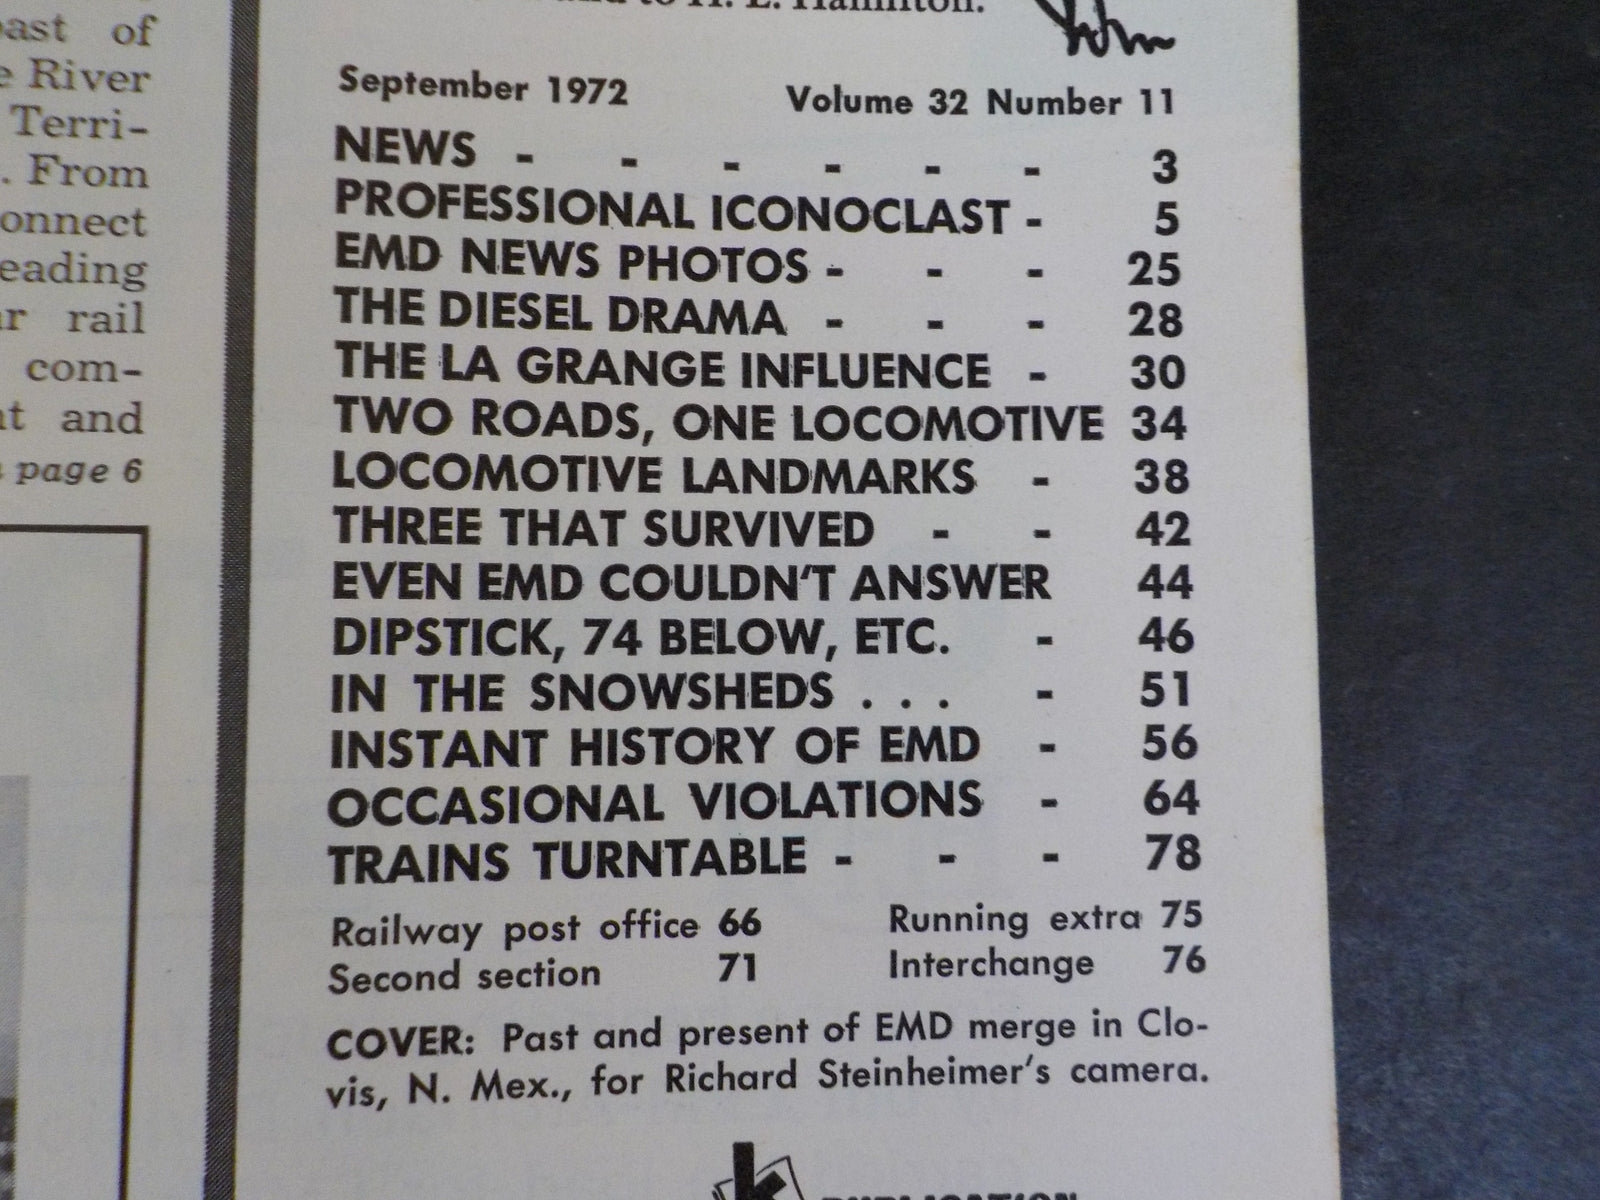 past of
River
Terri-
. From
onnect
eading
rail
com-
and
page 6
to H. L. Hamilton.
September 1972 Volume 32 Number 11
NEWS - - - - - - 3
PROFESSIONAL ICONOCLAST - 5
EMD NEWS PHOTOS - - - 25
THE DIESEL DRAMA - - - 28
THE LA GRANGE INFLUENCE - 30
TWO ROADS, ONE LOCOMOTIVE 34
LOCOMOTIVE LANDMARKS - 38
THREE THAT SURVIVED - - 42
EVEN EMD COULDN'T ANSWER 44
DIPSTICK, 74 BELOW, ETC. - 46
IN THE SNOWSHEDS . . . - 51
INSTANT HISTORY OF EMD - 56
OCCASIONAL VIOLATIONS - 64
TRAINS TURNTABLE - - - 78
Railway post office 66 Running extra 75
Second section 71 Interchange 76
COVER: Past and present of EMD merge in Clo-
vis, N. Mex., for Richard Steinheimer's camera.
k PUBLICATION